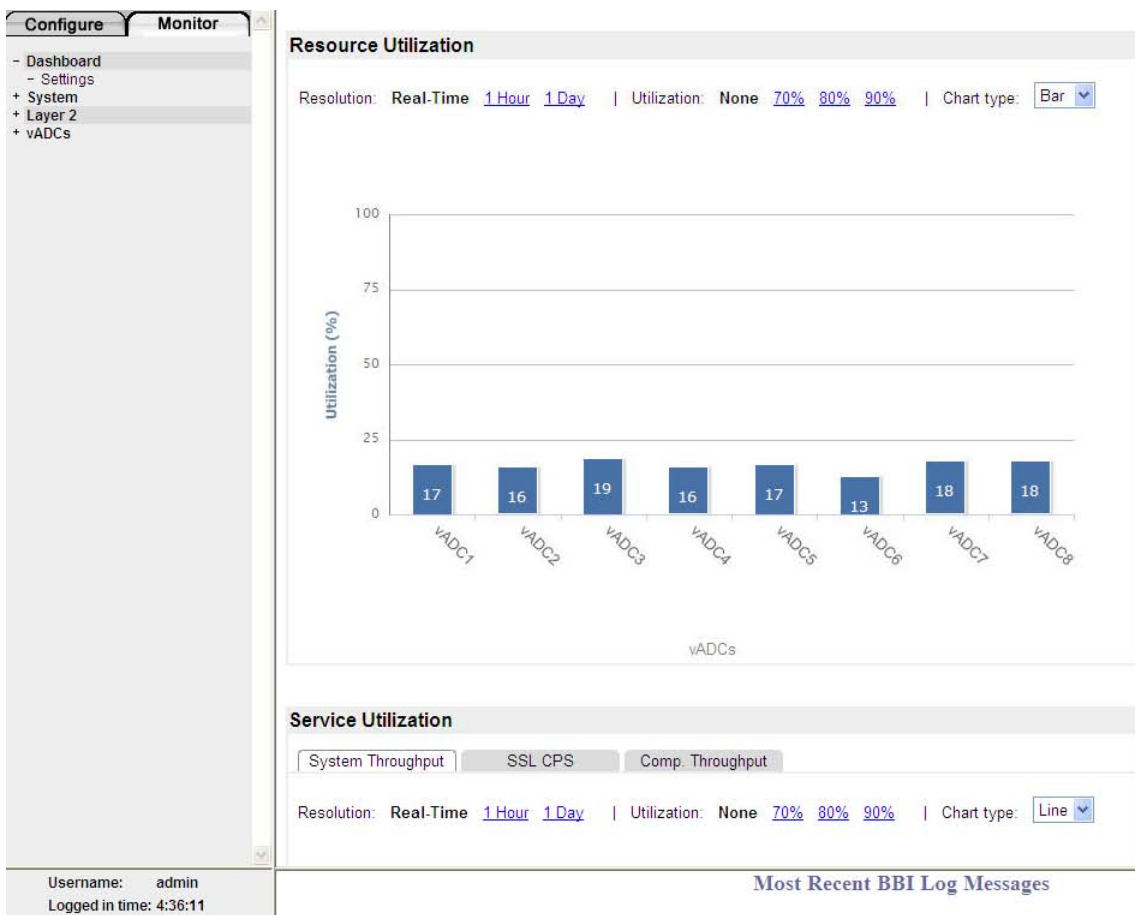 Configure Monitor
- Dashboard
- Settings
+ System
+ Layer 2
+ vADCs
Resource Utilization
Resolution: Real-Time 1 Hour 1 Day | Utilization: None 70% 80% 90% | Chart type: Bar
100
75
50
25
0
Utilization (%)
17 16 19 16 17 13 18 18
vADC1 vADC2 vADC3 vADC4 vADC5 vADC6 vADC7 vADC8
vADCs
Service Utilization
System Throughput SSL CPS Comp. Throughput
Resolution: Real-Time 1 Hour 1 Day | Utilization: None 70% 80% 90% | Chart type: Line
Username: admin
Logged in time: 4:36:11
Most Recent BBI Log Messages